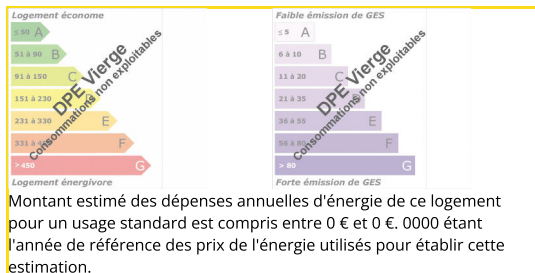 Logement économe
≤ 50 A
51 à 90 B
91 à 150 C
151 à 230 D
231 à 330 E
331 à 450 F
> 450 G
Logement énergivore
DPE Vierge
Consommations non exploitables
Faible émission de GES
≤ 5 A
6 à 10 B
11 à 20 C
21 à 35
36 à 55 E
56 à 80 F
> 80 G
Forte émission de GES
DPE Vierge
Consommations non exploitables
Montant estimé des dépenses annuelles d'énergie de ce logement
pour un usage standard est compris entre 0 € et 0 €. 0000 étant
l'année de référence des prix de l'énergie utilisés pour établir cette
estimation.